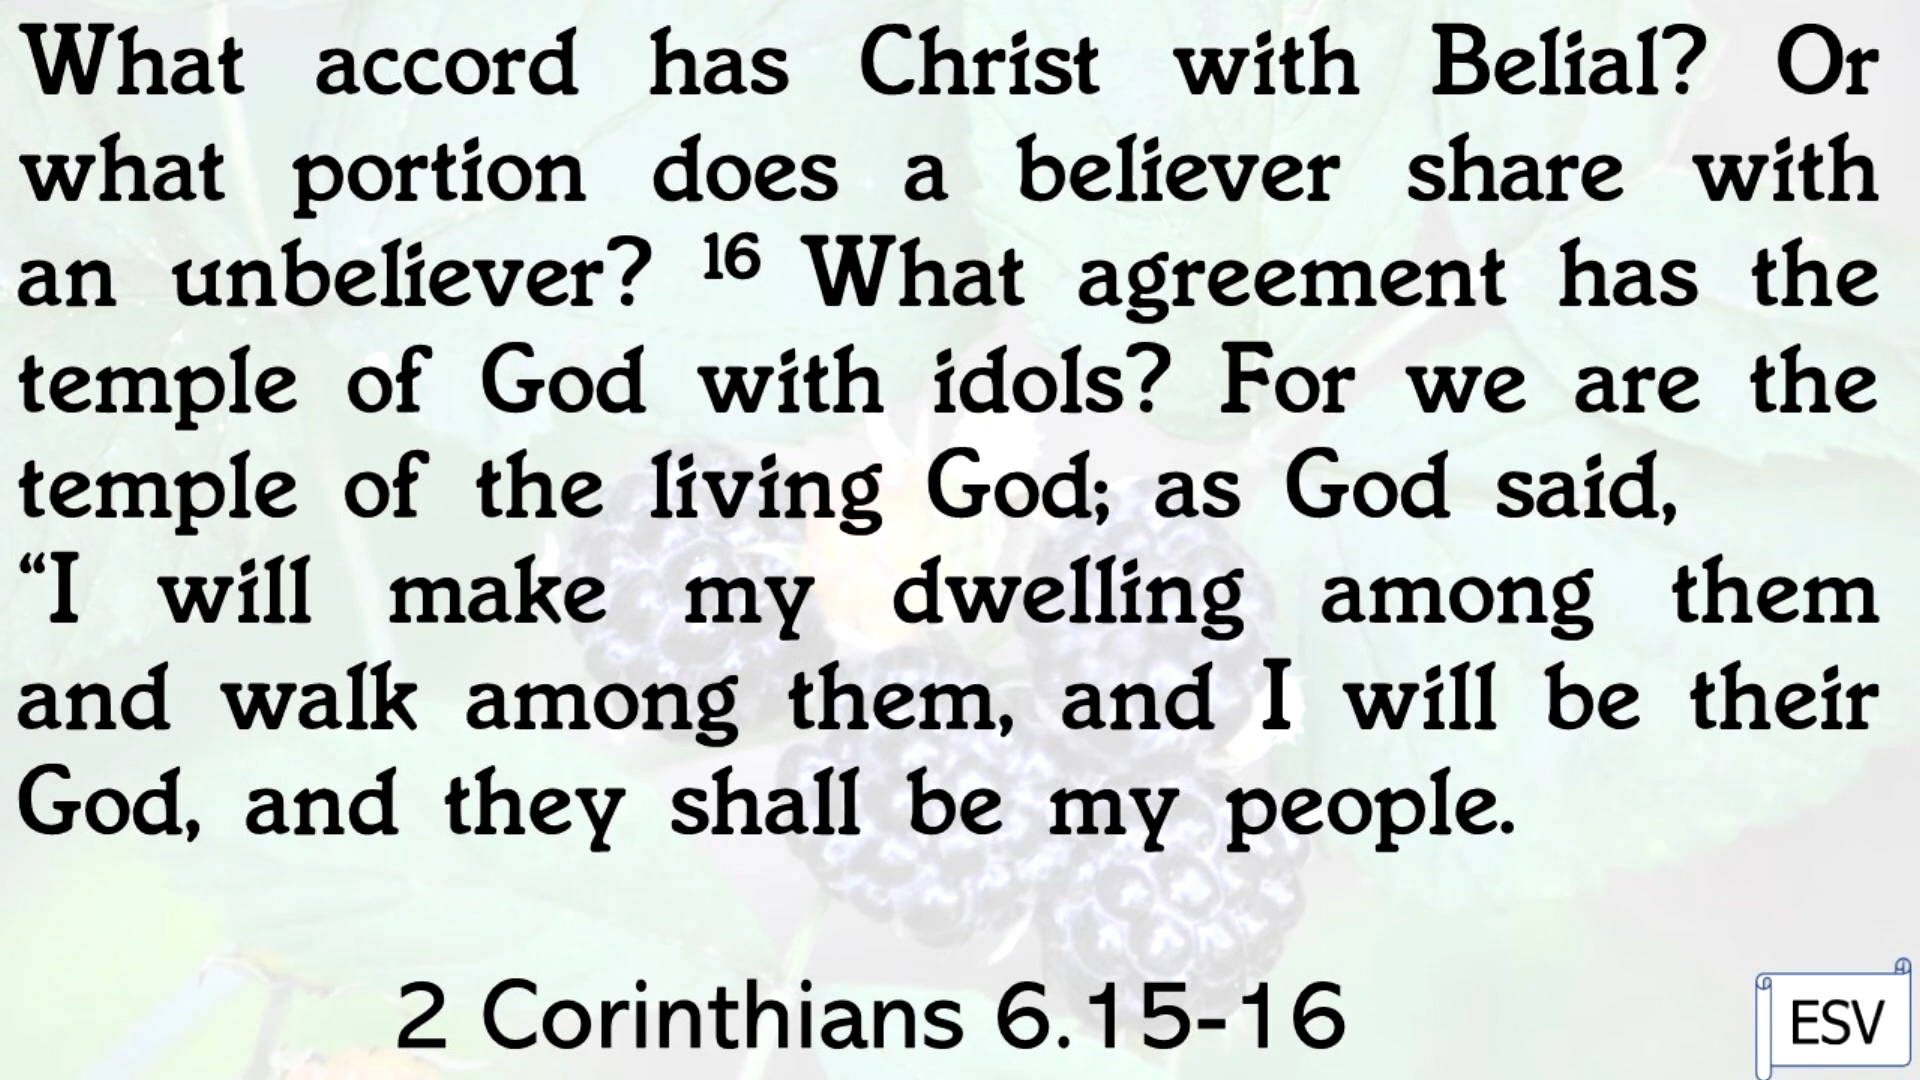 What accord has Christ with Belial? Or
what portion does a believer share with
an unbeliever? 16 What agreement has the
temple of God with idols? For we are the
temple of the living God; as God said,
“I will make my dwelling among them
and walk among them, and I will be their
God, and they shall be my people.
2 Corinthians 6.15-16
ESV